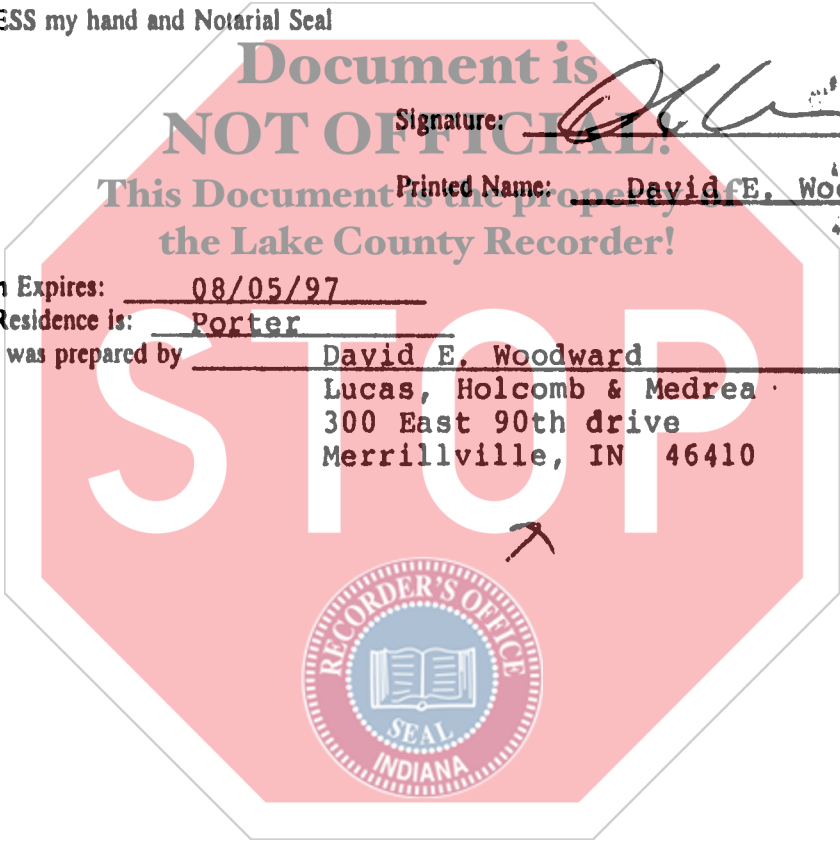 ESS my hand and Notarial Seal
Document is
NOT OFFICIAL!
Signature:
This Document is the property of
Printed Name: David E. Woo
the Lake County Recorder!
n Expires: 08/05/97
Residence is: Porter
was prepared by David E. Woodward
Lucas, Holcomb & Medrea
300 East 90th drive
Merrillville, IN 46410
STOP
RECORDER'S OFFICE
SEAL
INDIANA